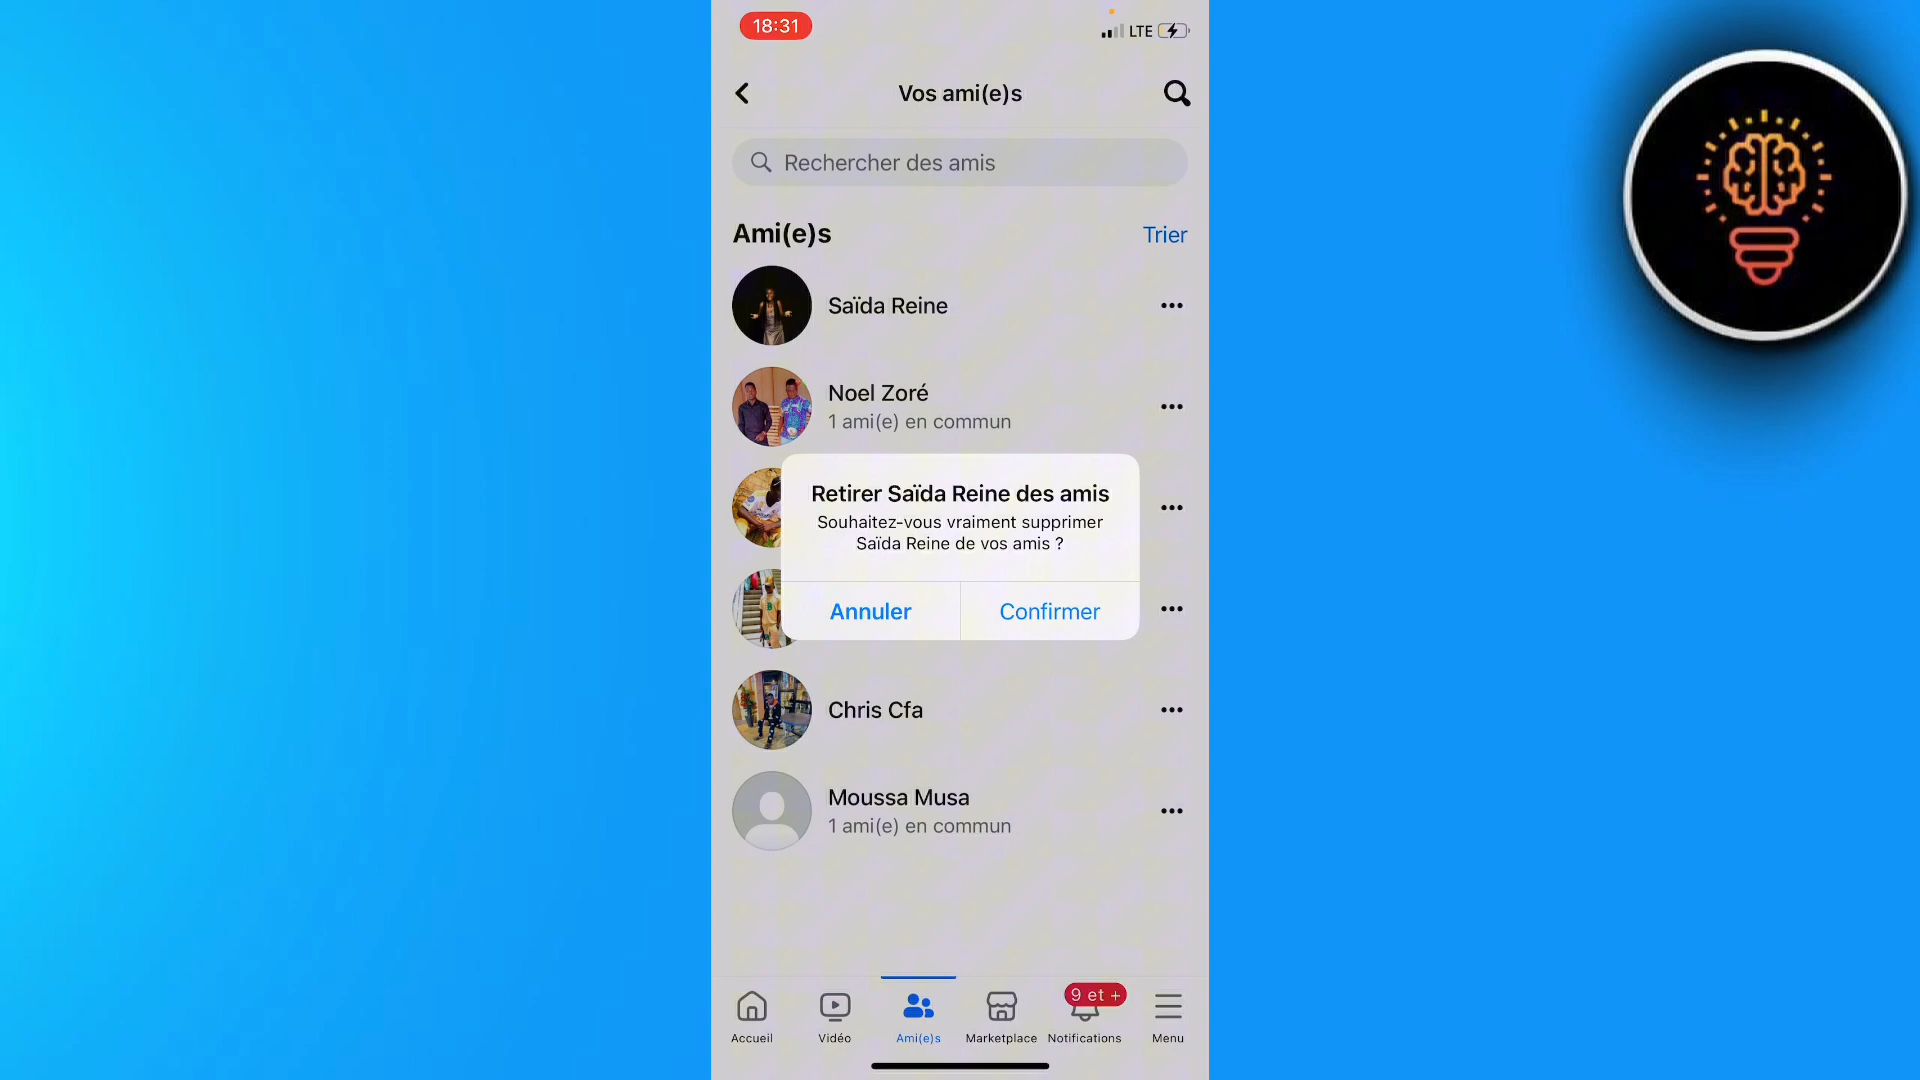 18:31
LTE
Vos ami(e)s
Rechercher des amis
Ami(e)s
Trier
Saïda Reine
Noel Zoré
1 ami(e) en commun
Retirer Saïda Reine des amis
Souhaitez-vous vraiment supprimer
Saïda Reine de vos amis ?
Annuler
Confirmer
Chris Cfa
Moussa Musa
1 ami(e) en commun
9 et +
Accueil
Vidéo
Ami(e)s
Marketplace
Notifications
Menu